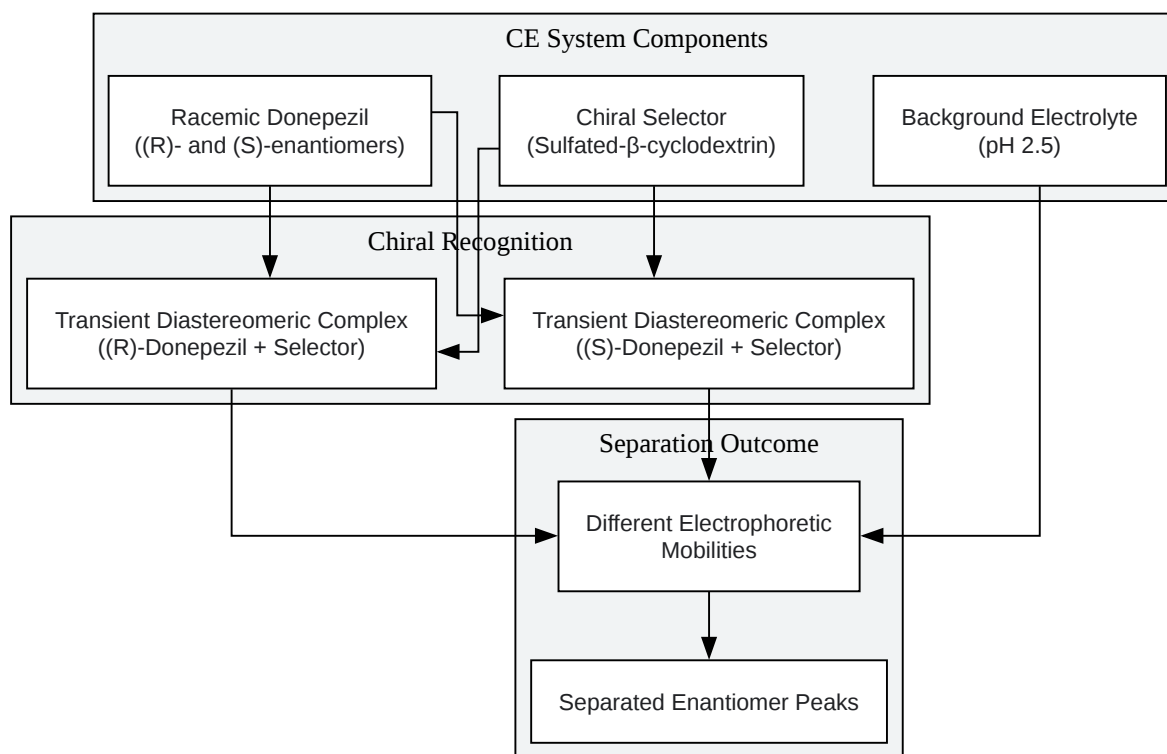 CE System Components
Racemic Donepezil
((R)- and (S)-enantiomers)
Chiral Selector
(Sulfated-β-cyclodextrin)
Background Electrolyte
(pH 2.5)
Chiral Recognition
Transient Diastereomeric Complex
((R)-Donepezil + Selector)
Transient Diastereomeric Complex
((S)-Donepezil + Selector)
Separation Outcome
Different Electrophoretic
Mobilities
Separated Enantiomer Peaks